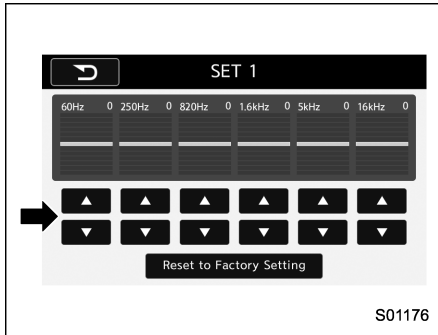 SET 1
60Hz 0 250Hz 0 820Hz 0 1.6kHz 0 5kHz 0 16kHz 0
Reset to Factory Setting
S01176